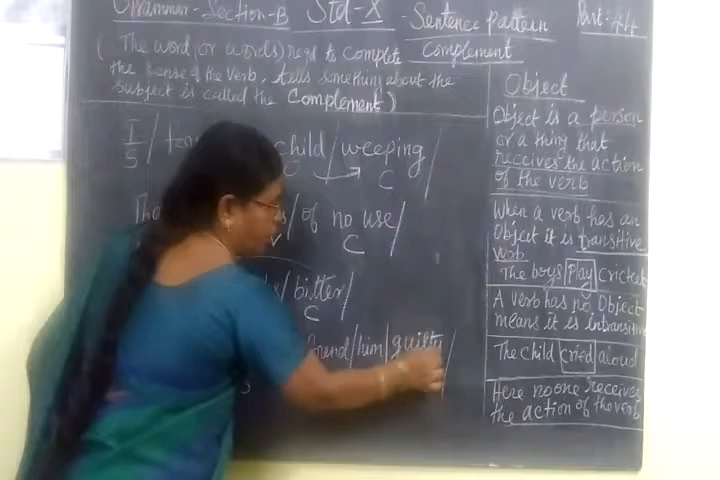 Grammar - Section-B Std-X - Sentence pattern Part-44
( The word (or words) reqd to complete Complement
the sense of the verb, tells something about the
subject is called the Complement )
I / child / weeping /
S O C
/ of no use /
V C
/ bitter /
C
found / him / guilty /
S
Object
Object is a person
or a thing that
receives the action
of the verb
When a verb has an
Object it is transitive
verb
The boys play cricket
A verb has no Object
means it is intransitive
The child cried aloud
Here no one receives
the action of the verb